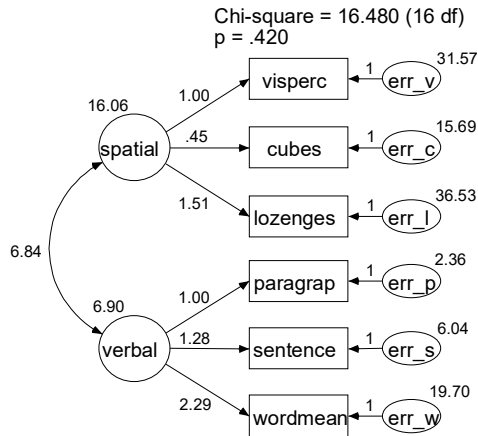 Chi-square = 16.480 (16 df)
p = .420
31.57
1
visperc
err_v
16.06
1.00
15.69
spatial
.45
cubes
1
err_c
36.53
1.51
lozenges
1
err_l
6.84
2.36
paragrap
1
err_p
6.90
1.00
6.04
verbal
1.28
sentence
1
err_s
19.70
2.29
wordmean
1
err_w